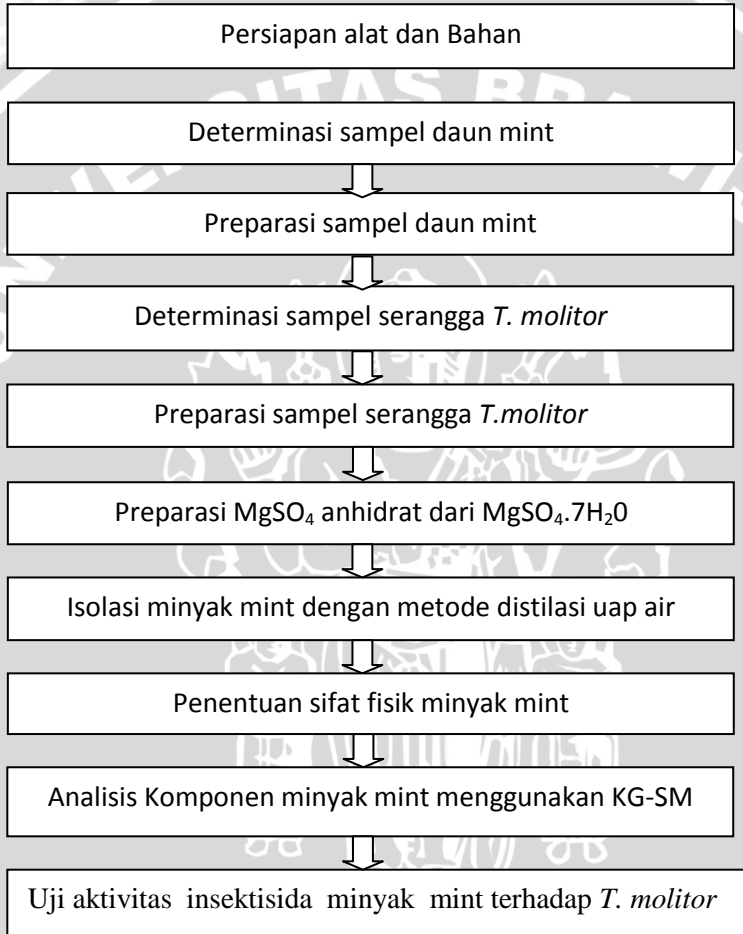 Persiapan alat dan Bahan
Determinasi sampel daun mint
Preparasi sampel daun mint
Determinasi sampel serangga T. molitor
Preparasi sampel serangga T.molitor
Preparasi MgSO₄ anhidrat dari MgSO₄.7H₂0
Isolasi minyak mint dengan metode distilasi uap air
Penentuan sifat fisik minyak mint
Analisis Komponen minyak mint menggunakan KG-SM
Uji aktivitas insektisida minyak mint terhadap T. molitor